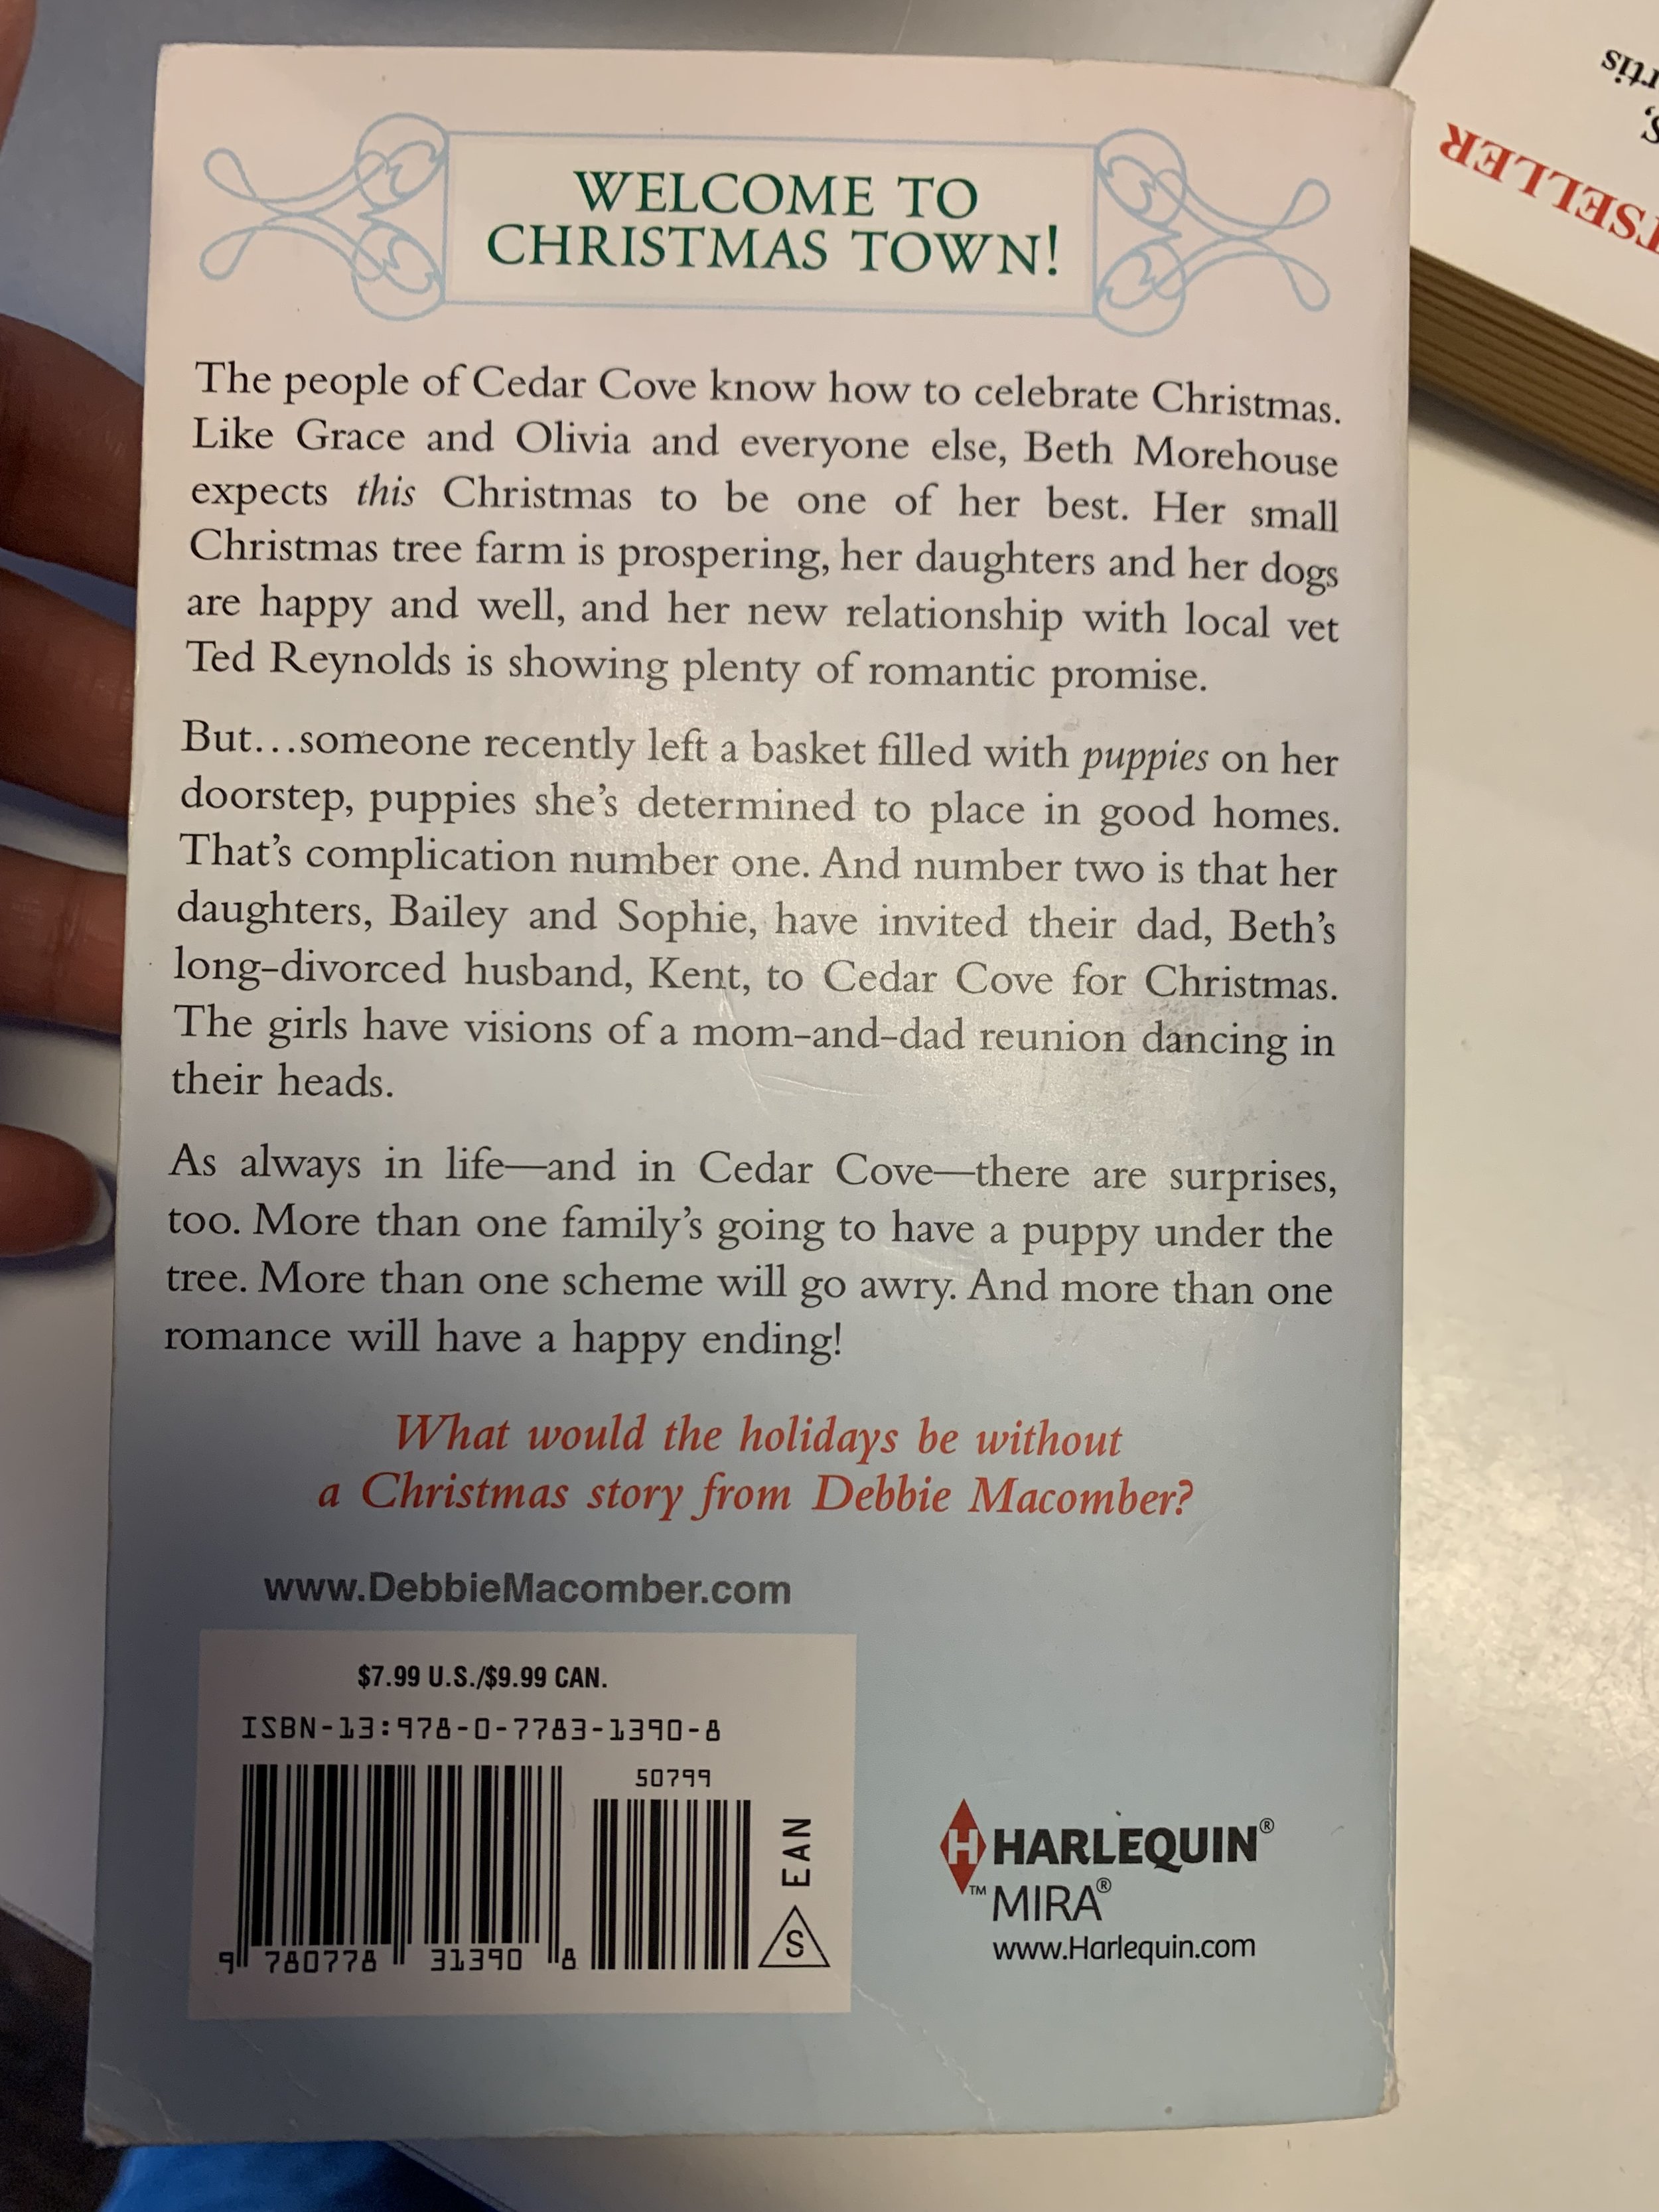 WELCOME TO
CHRISTMAS TOWN!
The people of Cedar Cove know how to celebrate Christmas.
Like Grace and Olivia and everyone else, Beth Morehouse
expects this Christmas to be one of her best. Her small
Christmas tree farm is prospering, her daughters and her dogs
are happy and well, and her new relationship with local vet
Ted Reynolds is showing plenty of romantic promise.
But...someone recently left a basket filled with puppies on her
doorstep, puppies she's determined to place in good homes.
That's complication number one. And number two is that her
daughters, Bailey and Sophie, have invited their dad, Beth's
long-divorced husband, Kent, to Cedar Cove for Christmas.
The girls have visions of a mom-and-dad reunion dancing in
their heads.
As always in life—and in Cedar Cove—there are surprises,
too. More than one family's going to have a puppy under the
tree. More than one scheme will go awry. And more than one
romance will have a happy ending!
What would the holidays be without
a Christmas story from Debbie Macomber?
www.DebbieMacomber.com
$7.99 U.S./$9.99 CAN.
ISBN-13:978-0-7783-1390-8
50799
9 780778 31390 8
EAN
S
H HARLEQUIN®
™ MIRA®
www.Harlequin.com
TSELLER